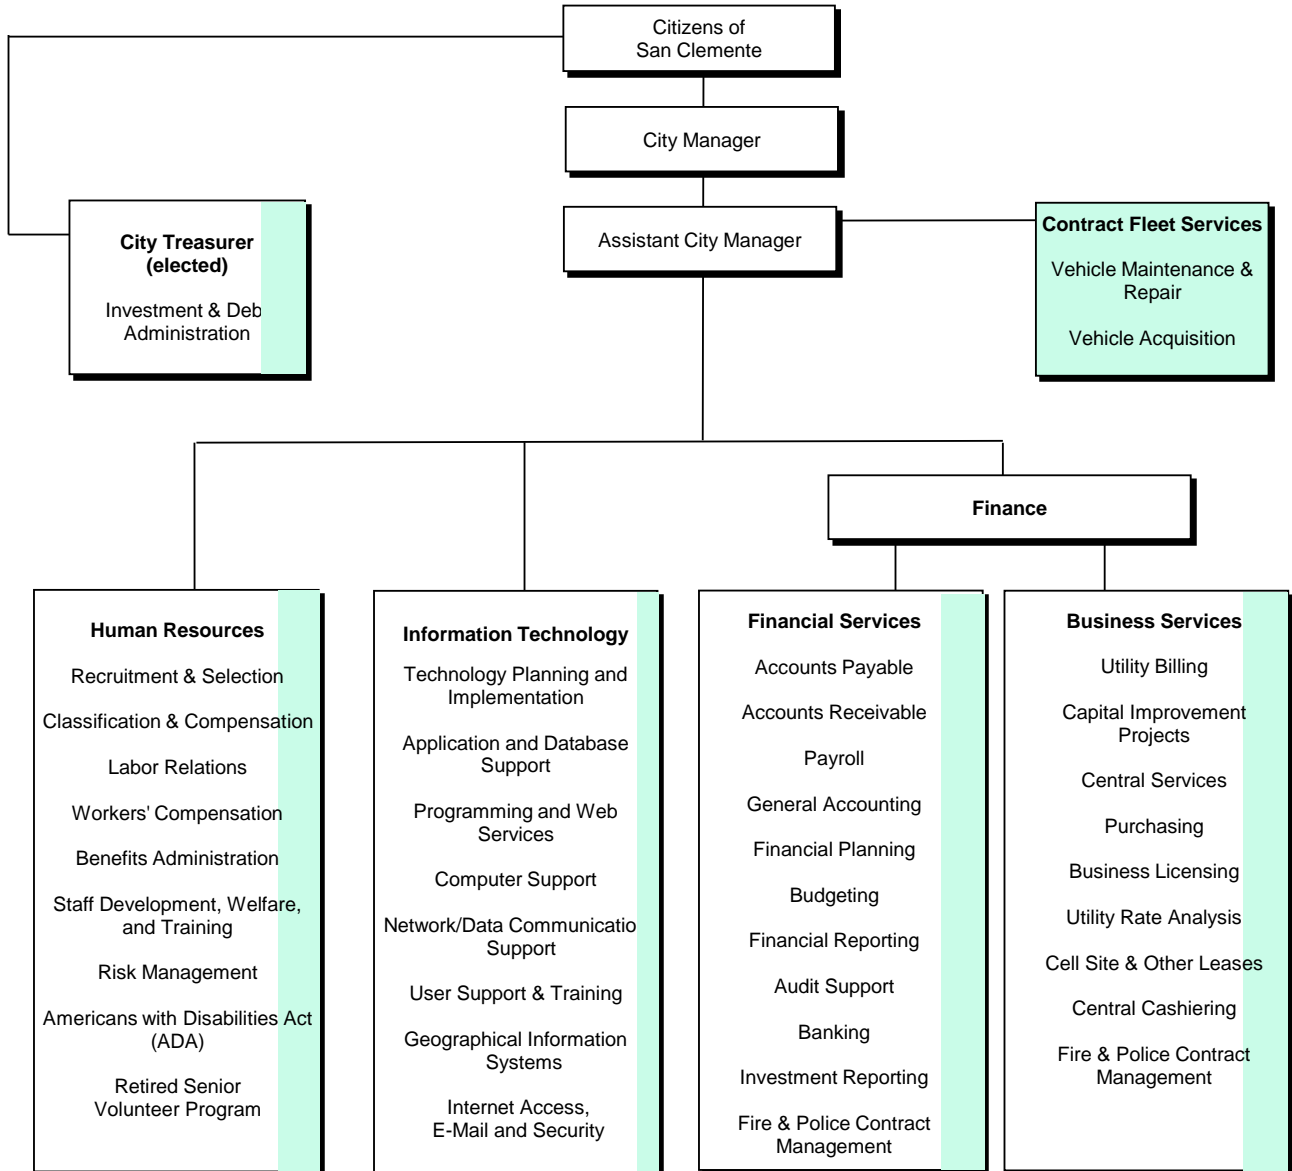 Citizens of
San Clemente
City Manager
Assistant City Manager
City Treasurer
(elected)
Investment & Deb
Administration
Contract Fleet Services
Vehicle Maintenance &
Repair
Vehicle Acquisition
Finance
Human Resources
Recruitment & Selection
Classification & Compensation
Labor Relations
Workers' Compensation
Benefits Administration
Staff Development, Welfare,
and Training
Risk Management
Americans with Disabilities Act
(ADA)
Retired Senior
Volunteer Program
Information Technology
Technology Planning and
Implementation
Application and Database
Support
Programming and Web
Services
Computer Support
Network/Data Communicatio
Support
User Support & Training
Geographical Information
Systems
Internet Access,
E-Mail and Security
Financial Services
Accounts Payable
Accounts Receivable
Payroll
General Accounting
Financial Planning
Budgeting
Financial Reporting
Audit Support
Banking
Investment Reporting
Fire & Police Contract
Management
Business Services
Utility Billing
Capital Improvement
Projects
Central Services
Purchasing
Business Licensing
Utility Rate Analysis
Cell Site & Other Leases
Central Cashiering
Fire & Police Contract
Management